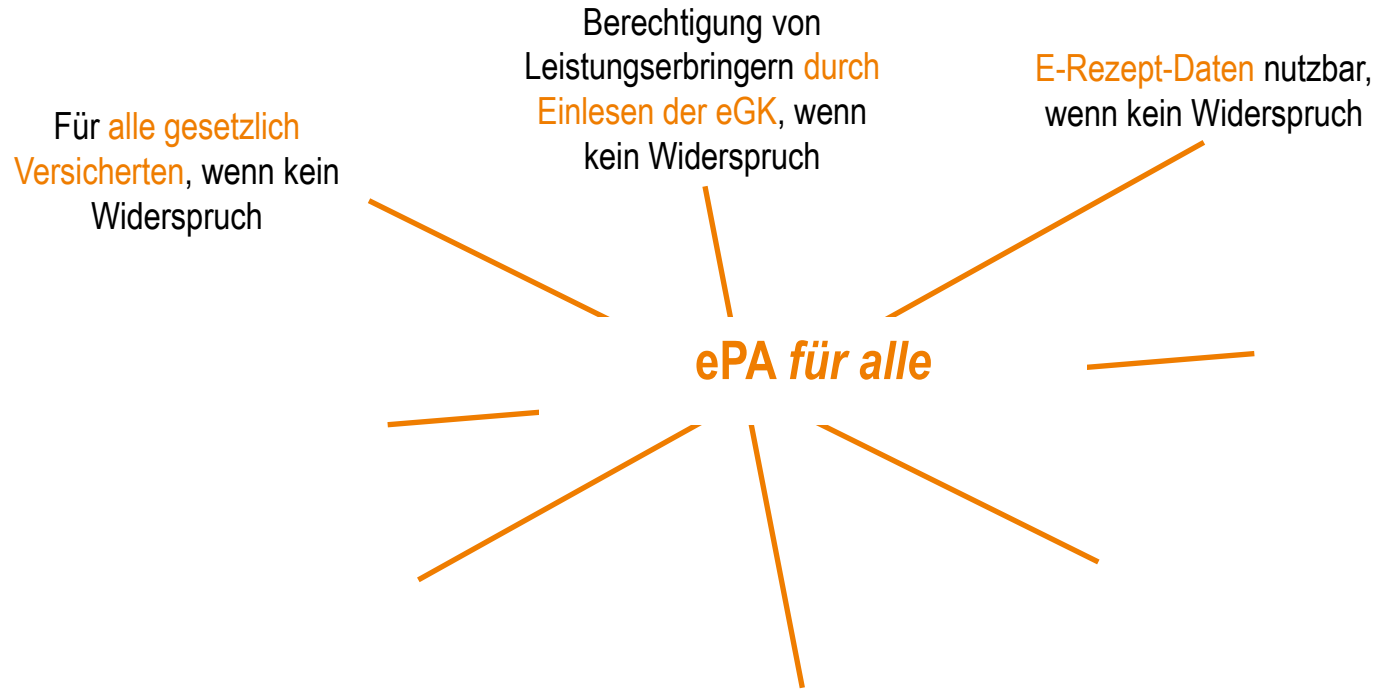 Für alle gesetzlich
Versicherten, wenn kein
Widerspruch
Berechtigung von
Leistungserbringern durch
Einlesen der eGK, wenn
kein Widerspruch
E-Rezept-Daten nutzbar,
wenn kein Widerspruch
ePA für alle